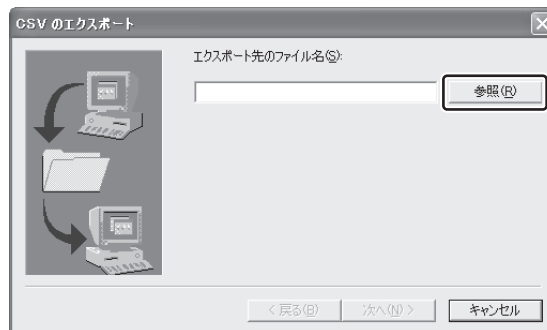 CSV のエクスポート
エクスポート先のファイル名(S):
参照(R)
< 戻る(B)
次へ(N) >
キャンセル